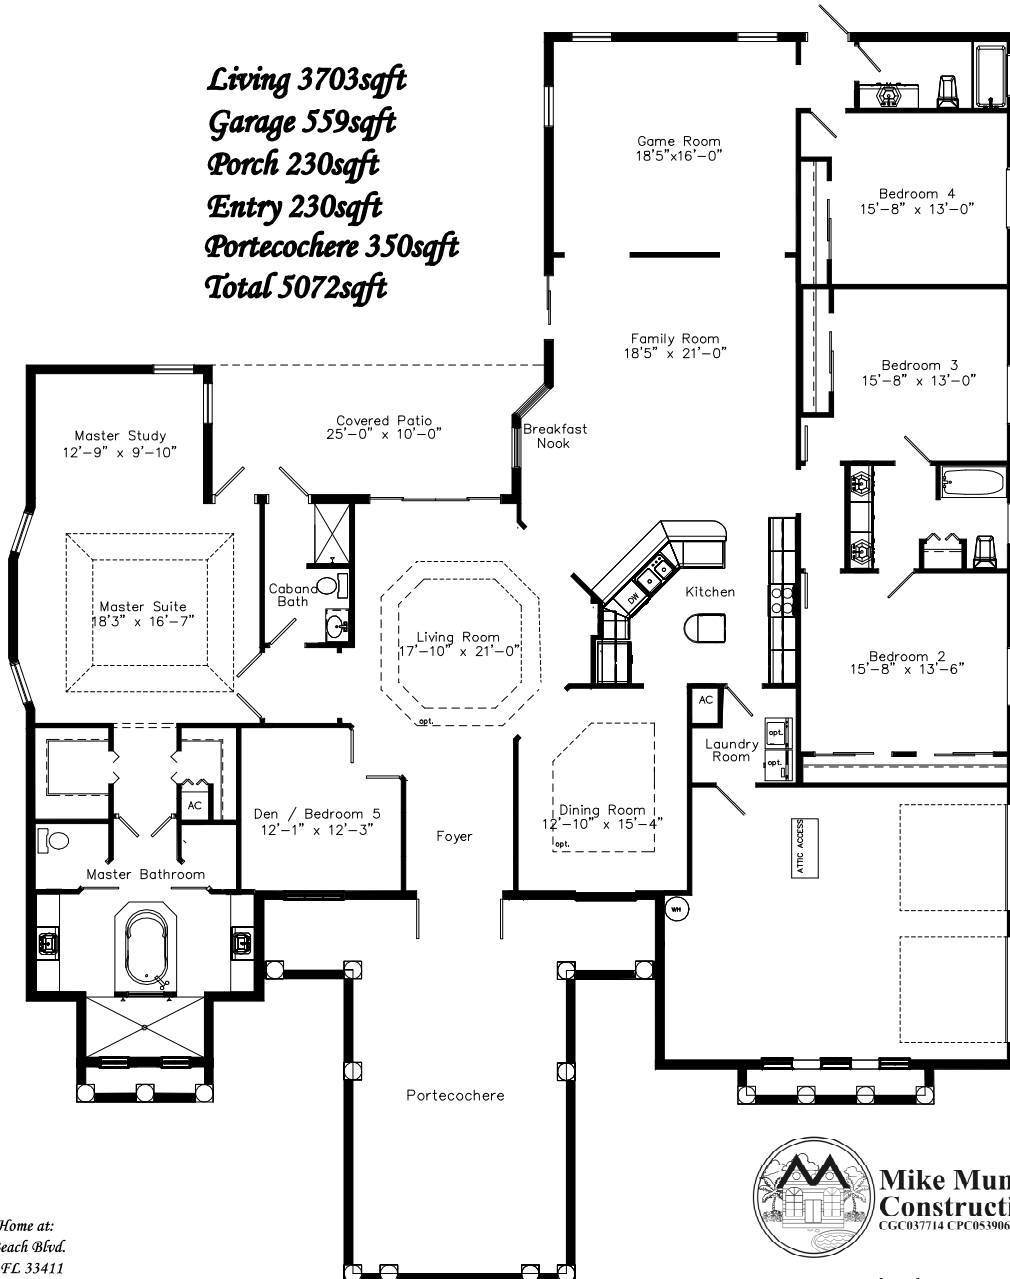 Living 3703sqft
Garage 559sqft
Porch 230sqft
Entry 230sqft
Portecochere 350sqft
Total 5072sqft
Game Room
18'5"x16'-0"
Bedroom 4
15'-8" x 13'-0"
Family Room
18'5" x 21'-0"
Bedroom 3
15'-8" x 13'-0"
Covered Patio
25'-0" x 10'-0"
Breakfast
Nook
Master Study
12'-9" x 9'-10"
Cabana
Bath
Master Suite
18'3" x 16'-7"
Living Room
17'-10" x 21'-0"
opt.
DW
Kitchen
Bedroom 2
15'-8" x 13'-6"
AC
Laundry
Room
opt.
opt.
AC
Den / Bedroom 5
12'-1" x 12'-3"
Foyer
Dining Room
12'-10" x 15'-4"
opt.
ATTIC ACCESS
Master Bathroom
WH
Portecochere
Mike Mun
Constructi
CGC037714 CPC053906
Home at:
Beach Blvd.
FL 33411